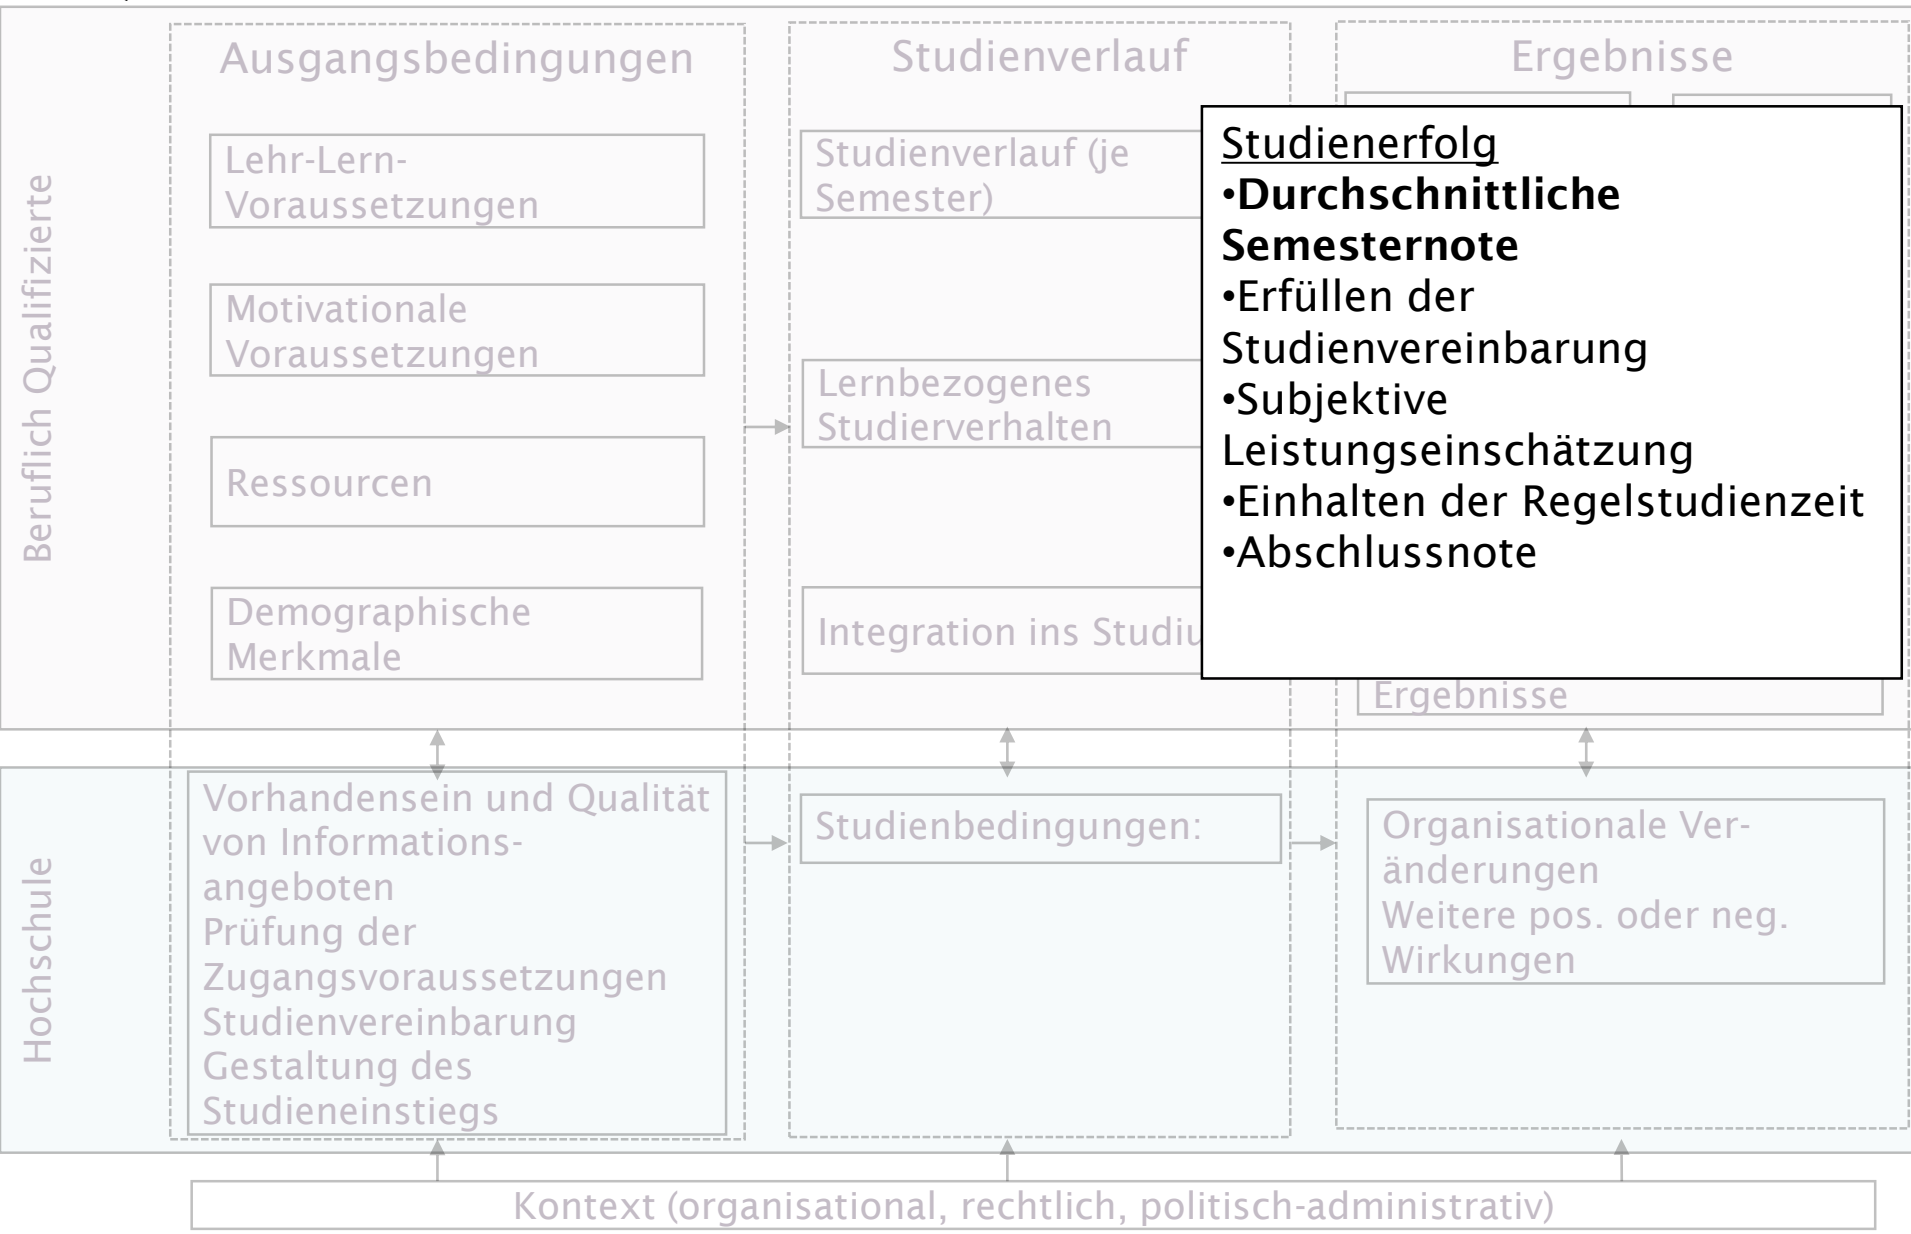 Ausgangsbedingungen
Studienverlauf
Ergebnisse
Beruflich Qualifizierte
Lehr-Lern-
Voraussetzungen
Motivationale
Voraussetzungen
Ressourcen
Demographische
Merkmale
Studienverlauf (je
Semester)
Lernbezogenes
Studierverhalten
Integration ins Studiu
Studienerfolg
•Durchschnittliche
Semesternote
•Erfüllen der
Studienvereinbarung
•Subjektive
Leistungseinschätzung
•Einhalten der Regelstudienzeit
•Abschlussnote
Ergebnisse
Hochschule
Vorhandensein und Qualität
von Informations-
angeboten
Prüfung der
Zugangsvoraussetzungen
Studienvereinbarung
Gestaltung des
Studieneinstiegs
Studienbedingungen:
Organisationale Ver-
änderungen
Weitere pos. oder neg.
Wirkungen
Kontext (organisational, rechtlich, politisch-administrativ)